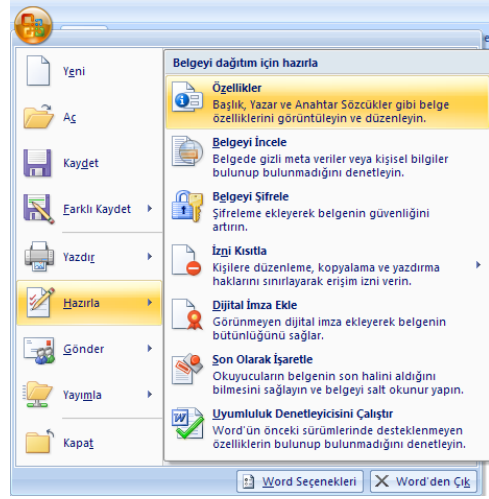 Yeni
Aç
Kaydet
Farklı Kaydet
Yazdır
Hazırla
Gönder
Yayımla
Kapat
Belgeyi dağıtım için hazırla
Özellikler
Başlık, Yazar ve Anahtar Sözcükler gibi belge
özelliklerini görüntüleyin ve düzenleyin.
Belgeyi İncele
Belgede gizli meta veriler veya kişisel bilgiler
bulunup bulunmadığını denetleyin.
Belgeyi Şifrele
Şifreleme ekleyerek belgenin güvenliğini
artırın.
İzni Kısıtla
Kişilere düzenleme, kopyalama ve yazdırma
haklarını sınırlayarak erişim izni verin.
Dijital İmza Ekle
Görünmeyen dijital imza ekleyerek belgenin
bütünlüğünü sağlar.
Son Olarak İşaretle
Okuyucuların belgenin son halini aldığını
bilmesini sağlayın ve belgeyi salt okunur yapın.
Uyumluluk Denetleyicisini Çalıştır
Word'ün önceki sürümlerinde desteklenmeyen
özelliklerin bulunup bulunmadığını denetleyin.
Word Seçenekleri
Word'den Çık